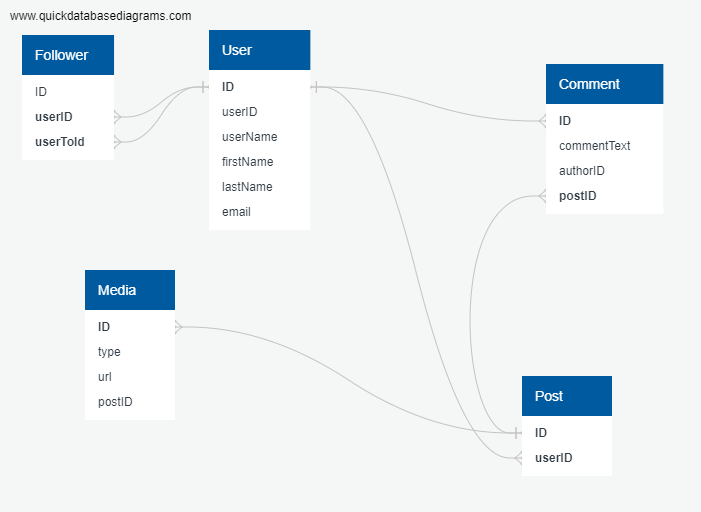 www.quickdatabasediagrams.com
Follower
ID
userID
userToId
User
ID
userID
userName
firstName
lastName
email
Comment
ID
commentText
authorID
postID
Media
ID
type
url
postID
Post
ID
userID